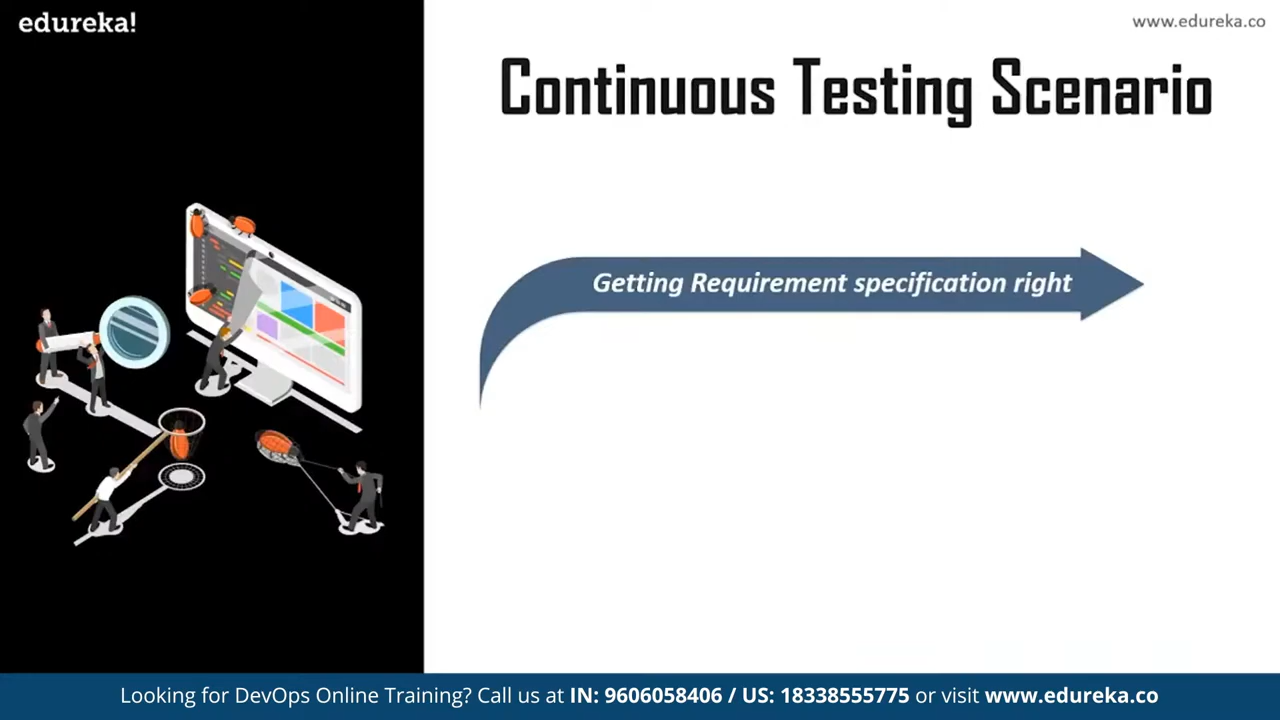 edureka!
www.edureka.co
Continuous Testing Scenario
Getting Requirement specification right
Looking for DevOps Online Training? Call us at IN: 9606058406 / US: 18338555775 or visit www.edureka.co